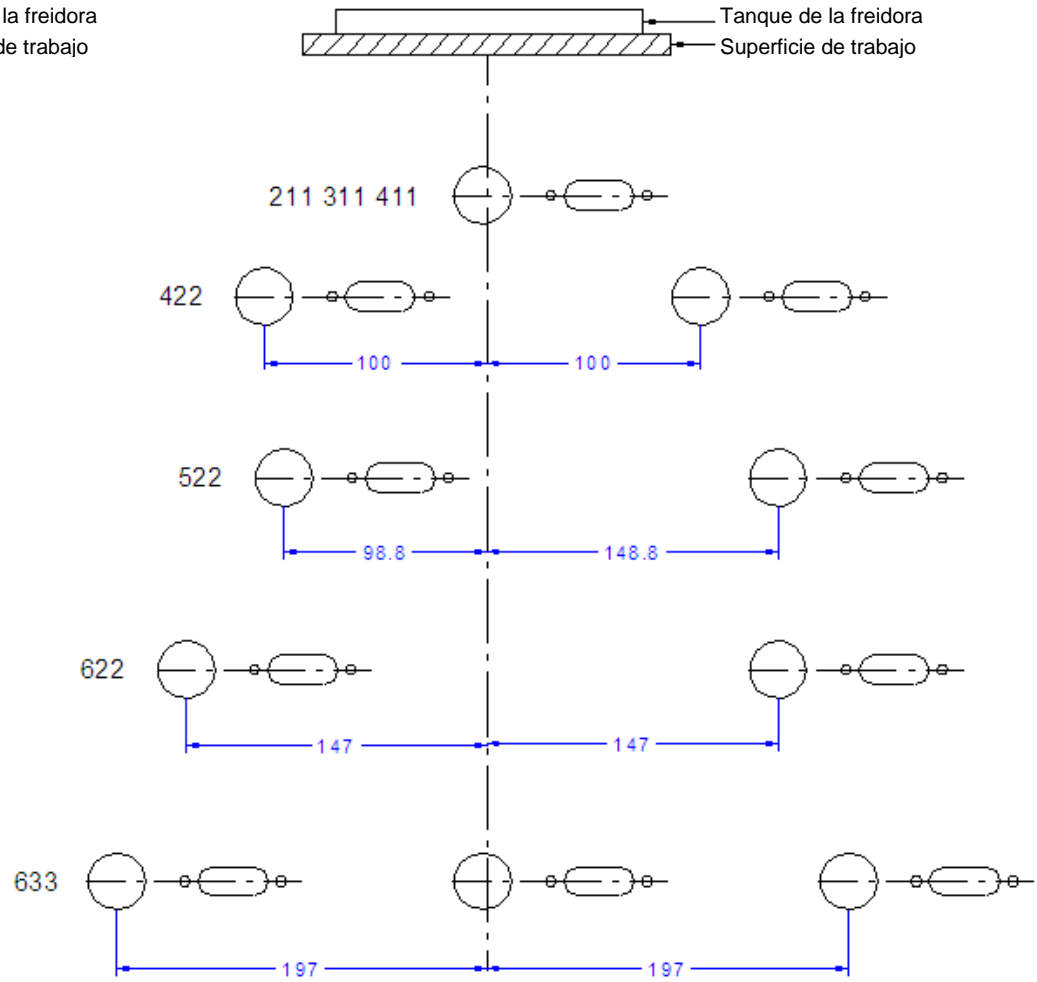 la freidora
de trabajo
Tanque de la freidora
Superficie de trabajo
211 311 411
422
100 100
522
98.8 148.8
622
147 147
633
197 197